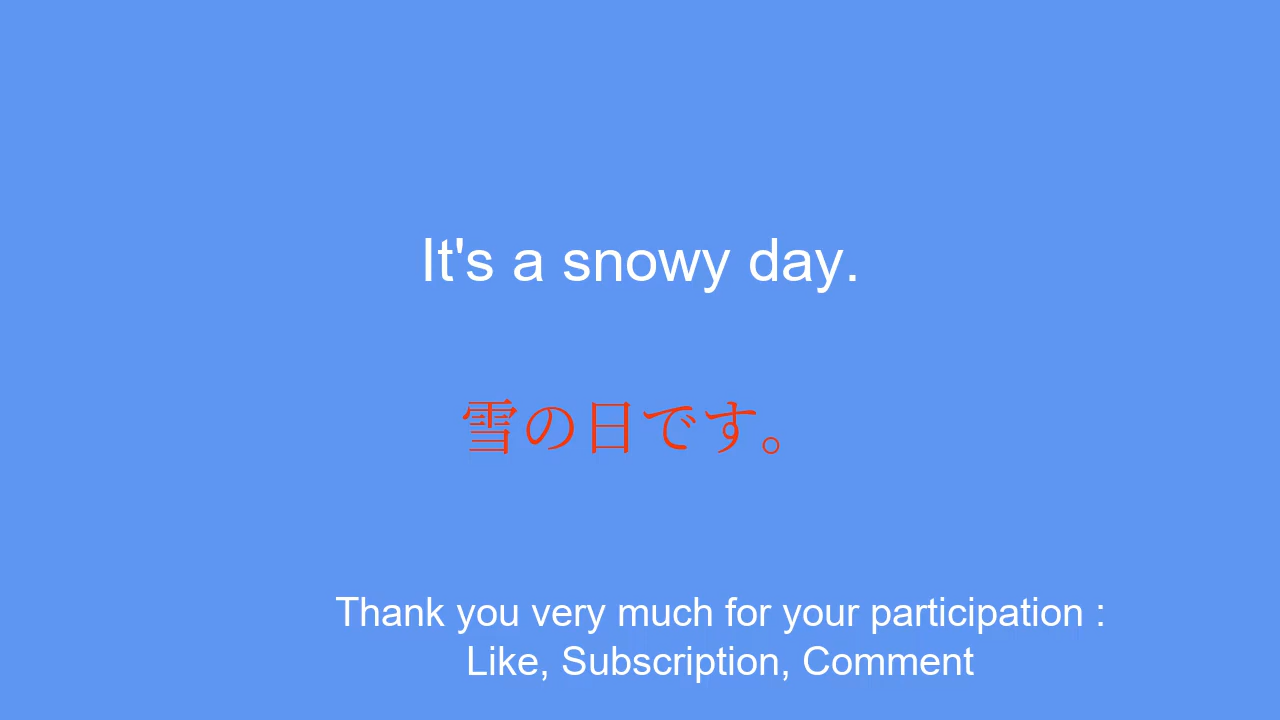 It's a snowy day.
雪の日です。
Thank you very much for your participation :
Like, Subscription, Comment